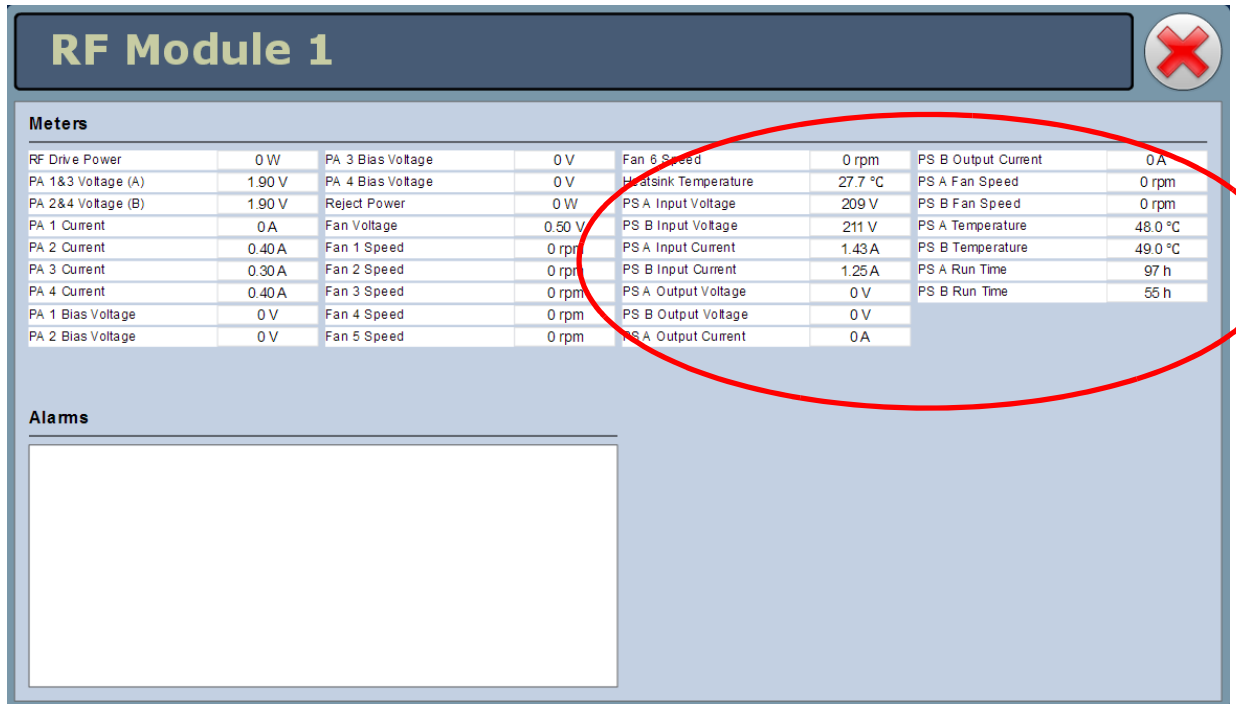 RF Module 1
Meters
RF Drive Power 0 W PA 3 Bias Voltage 0 V Fan 6 Speed 0 rpm PS B Output Current 0 A
PA 1&3 Voltage (A) 1.90 V PA 4 Bias Voltage 0 V Heatsink Temperature 27.7 °C PS A Fan Speed 0 rpm
PA 2&4 Voltage (B) 1.90 V Reject Power 0 W PS A Input Voltage 209 V PS B Fan Speed 0 rpm
PA 1 Current 0 A Fan Voltage 0.50 V PS B Input Voltage 211 V PS A Temperature 48.0 °C
PA 2 Current 0.40 A Fan 1 Speed 0 rpm PS A Input Current 1.43 A PS B Temperature 49.0 °C
PA 3 Current 0.30 A Fan 2 Speed 0 rpm PS B Input Current 1.25 A PS A Run Time 97 h
PA 4 Current 0.40 A Fan 3 Speed 0 rpm PS A Output Voltage 0 V PS B Run Time 55 h
PA 1 Bias Voltage 0 V Fan 4 Speed 0 rpm PS B Output Voltage 0 V
PA 2 Bias Voltage 0 V Fan 5 Speed 0 rpm PS A Output Current 0 A
Alarms